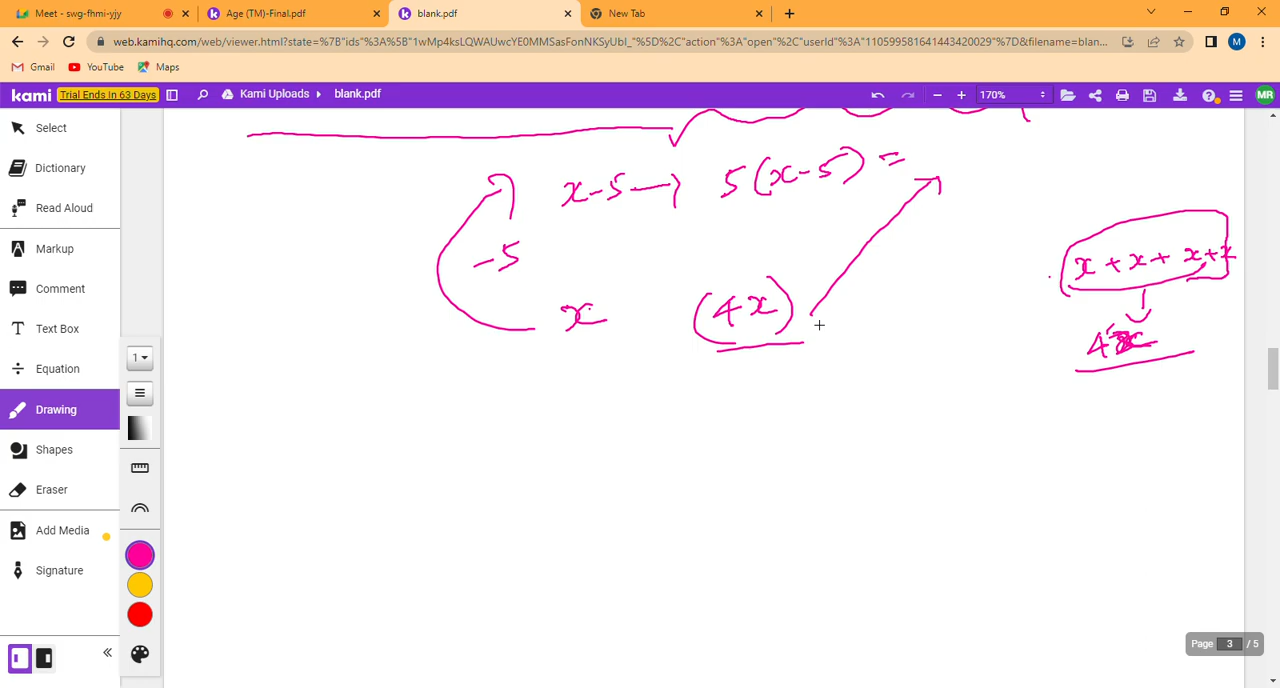 Meet - swg-fhmi-yjy
Age (TM)-Final.pdf
blank.pdf
New Tab
web.kamihq.com/web/viewer.html?state=%7B"ids"%3A%5B"1wMp4ksLQWAUwcYE0MMSasFonNKSyUbI_"%5D%2C"action"%3A"open"%2C"userId"%3A"110599581641443420029"%7D&filename=blan...
M
Gmail
YouTube
Maps
kami
Trial Ends In 63 Days
Kami Uploads
blank.pdf
170%
MR
Select
Dictionary
Read Aloud
Markup
Comment
Text Box
Equation
Drawing
Shapes
Eraser
Add Media
Signature
1
x-5 → 5(x-5) =
-5
x (4x)
x + x + x + x
4x
Page 3 / 5